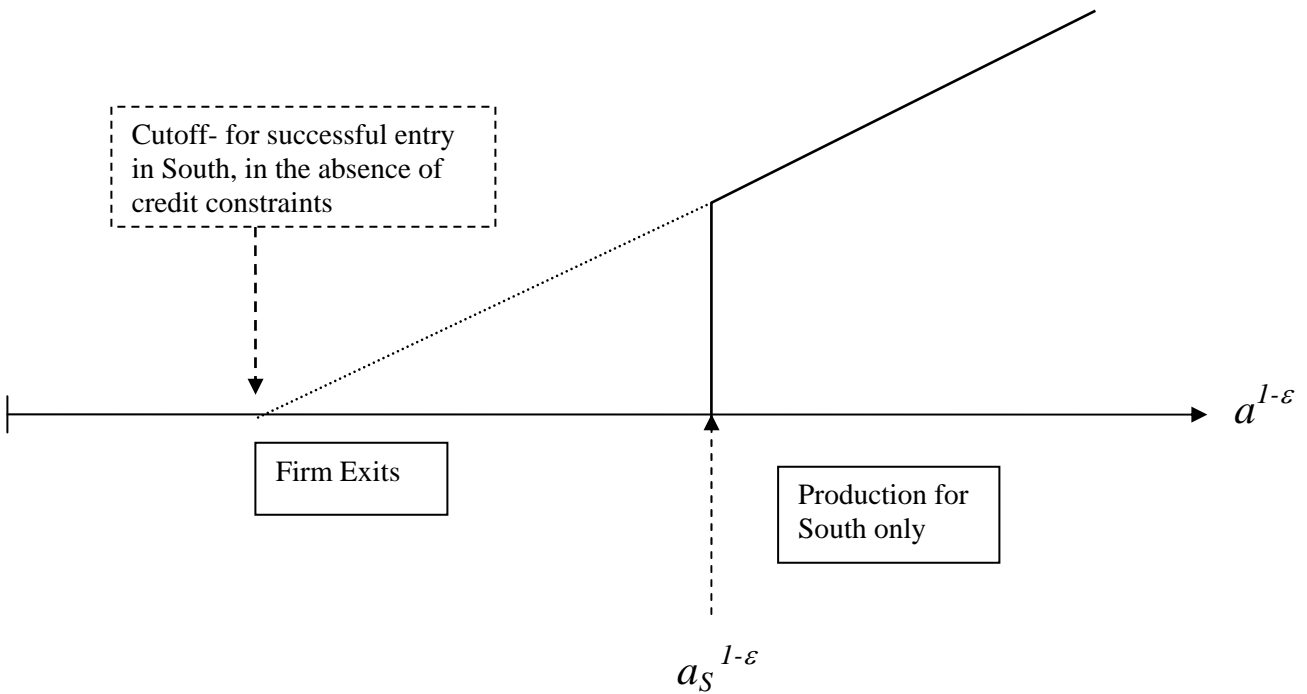 Cutoff- for successful entry
in South, in the absence of
credit constraints
a^{1-ε}
Firm Exits
Production for
South only
a_S^{1-ε}